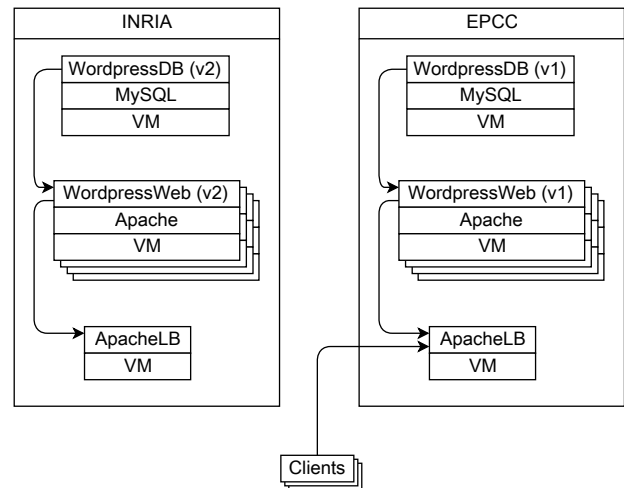 INRIA
WordpressDB (v2)
MySQL
VM
WordpressWeb (v2)
Apache
VM
ApacheLB
VM
EPCC
WordpressDB (v1)
MySQL
VM
WordpressWeb (v1)
Apache
VM
ApacheLB
VM
Clients